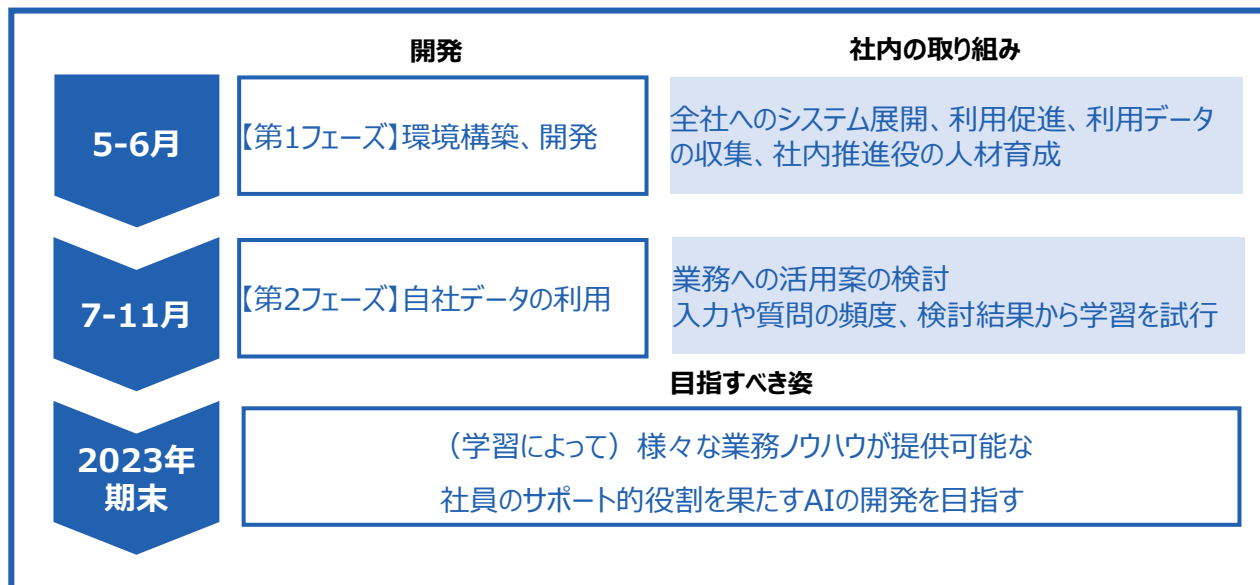 開発
社内の取り組み
5-6月
【第1フェーズ】環境構築、開発
全社へのシステム展開、利用促進、利用データ
の収集、社内推進役の人材育成
7-11月
【第2フェーズ】自社データの利用
業務への活用案の検討
入力や質問の頻度、検討結果から学習を試行
目指すべき姿
2023年
期末
（学習によって）様々な業務ノウハウが提供可能な
社員のサポート的役割を果たすAIの開発を目指す